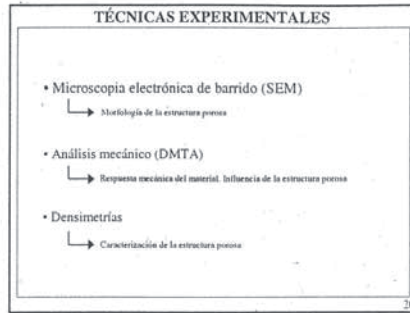 TÉCNICAS EXPERIMENTALES
• Microscopia electrónica de barrido (SEM)
Morfología de la estructura porosa
• Análisis mecánico (DMTA)
Respuesta mecánica del material. Influencia de la estructura porosa
• Densimetrías
Caracterización de la estructura porosa